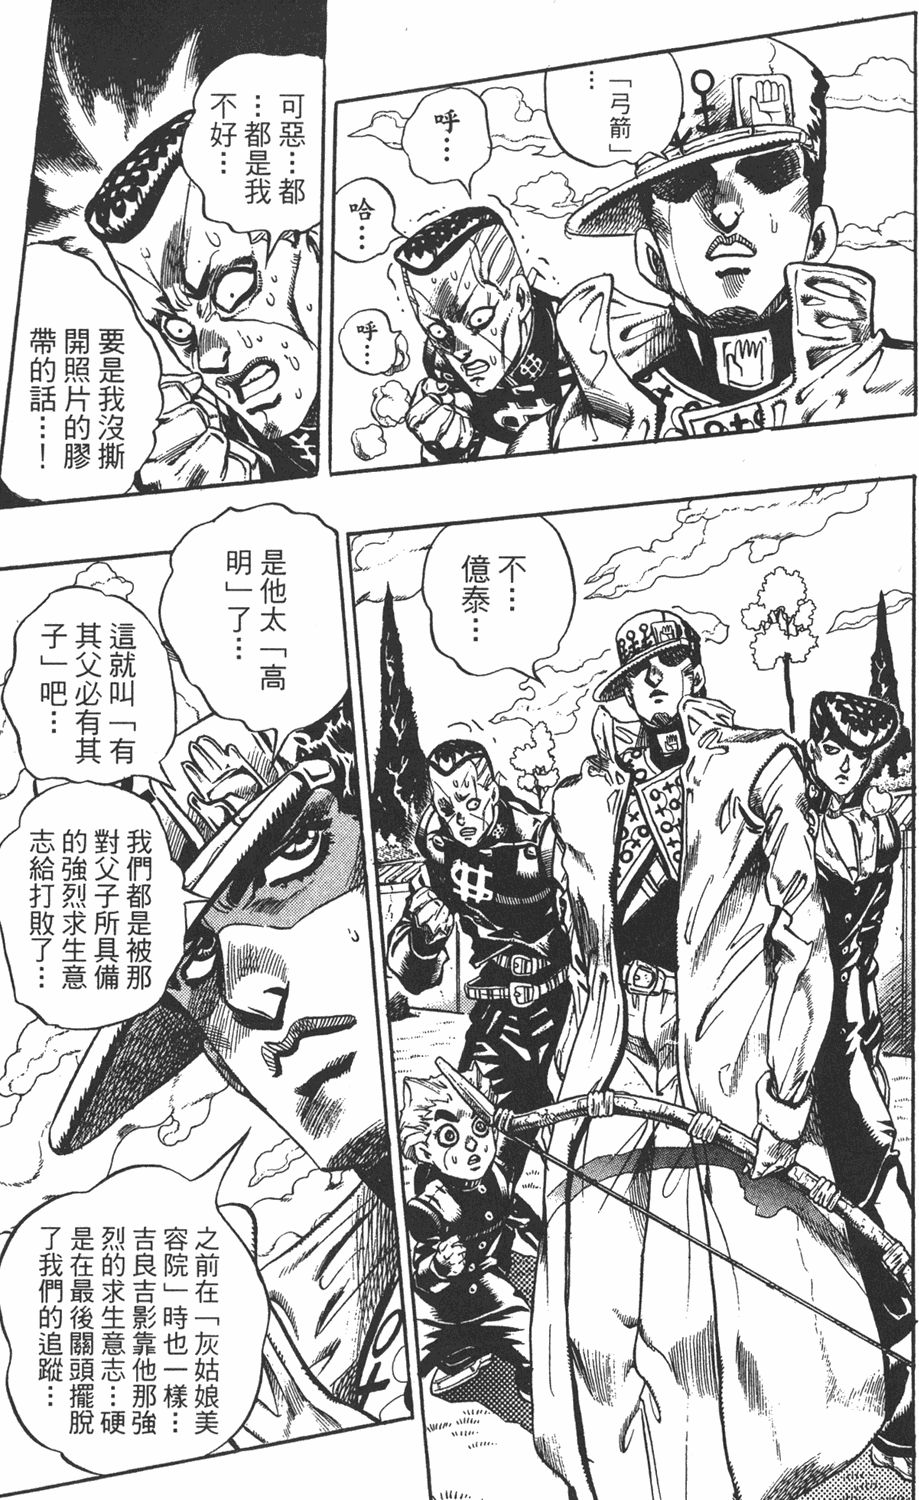 「弓箭」
…
呼…
哈…
呼…
可惡…都
…都是我
不好…
要是我沒撕
開照片的膠
帶的話…！
不…
億泰…
是他太「高
明」了…
這就叫「有
其父必有其
子」吧…
我們都是被那
對父子所具備
的強烈求生意
志給打敗了…
之前在「灰姑娘美
容院」時也一樣…
吉良吉影靠他那強
烈的求生意志…硬
是在最後關頭擺脫
了我們的追蹤…